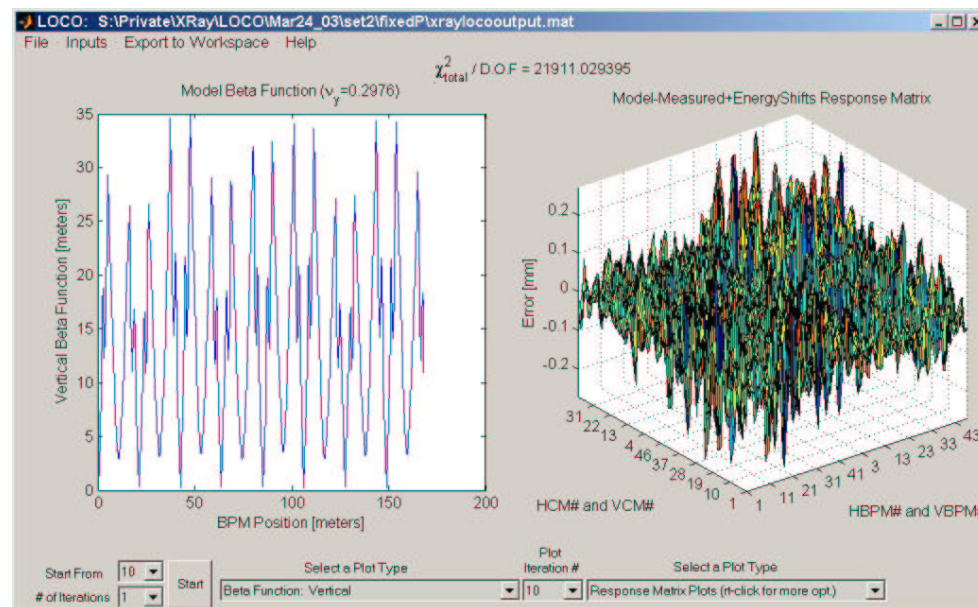 LOCO: S:\Private\XRay\LOCO\Mar24_03\set2\fixedP\xraylocooutput.mat
File Inputs Export to Workspace Help
χ²total / D.O.F = 21911.029395
Model Beta Function (νy=0.2976)
Vertical Beta Function [meters]
35
30
25
20
15
10
5
0
0 50 100 150 200
BPM Position [meters]
Model-Measured+EnergyShifts Response Matrix
Error [mm]
0.2
0.1
0
-0.1
-0.2
31 22 13 4 46 37 28 19 10 1
1 11 21 31 41 3 13 23 33 43
HCM# and VCM#
HBPM# and VBPM#
Start From 10
# of Iterations 1
Start
Select a Plot Type
Beta Function: Vertical
Plot
Iteration #
10
Select a Plot Type
Response Matrix Plots (rt-click for more opt.)